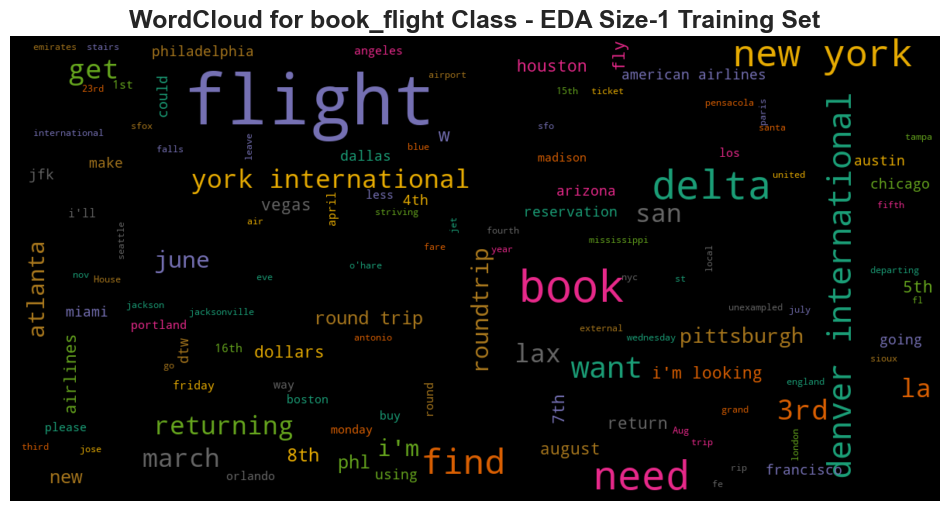 WordCloud for book_flight Class - EDA Size-1 Training Set
emirates stairs philadelphia angeles fly new york
get 1st 23rd could flight airport houston american airlines
15th ticket pensacola paris
sfox w sfo santa
international falls leave dallas blue madison los tampa
jfk make york international arizona united austin
delta chicago
vegas less 4th reservation san fifth
i'll april striving
seattle air jet fourth mississippi
june fare year local
atlanta nov House eve o'hare roundtrip book nyc st denver international departing
5th
miami jackson jacksonville unexampled july fl
portland round trip external
airlines dtw 16th dollars antonio lax wednesday pittsburgh going
go want i'm looking sioux
friday way england la
boston round 7th grand 3rd
please returning buy return
third jose monday i'm Aug trip london
march 8th find august
new phl using need rip francisco
orlando fe